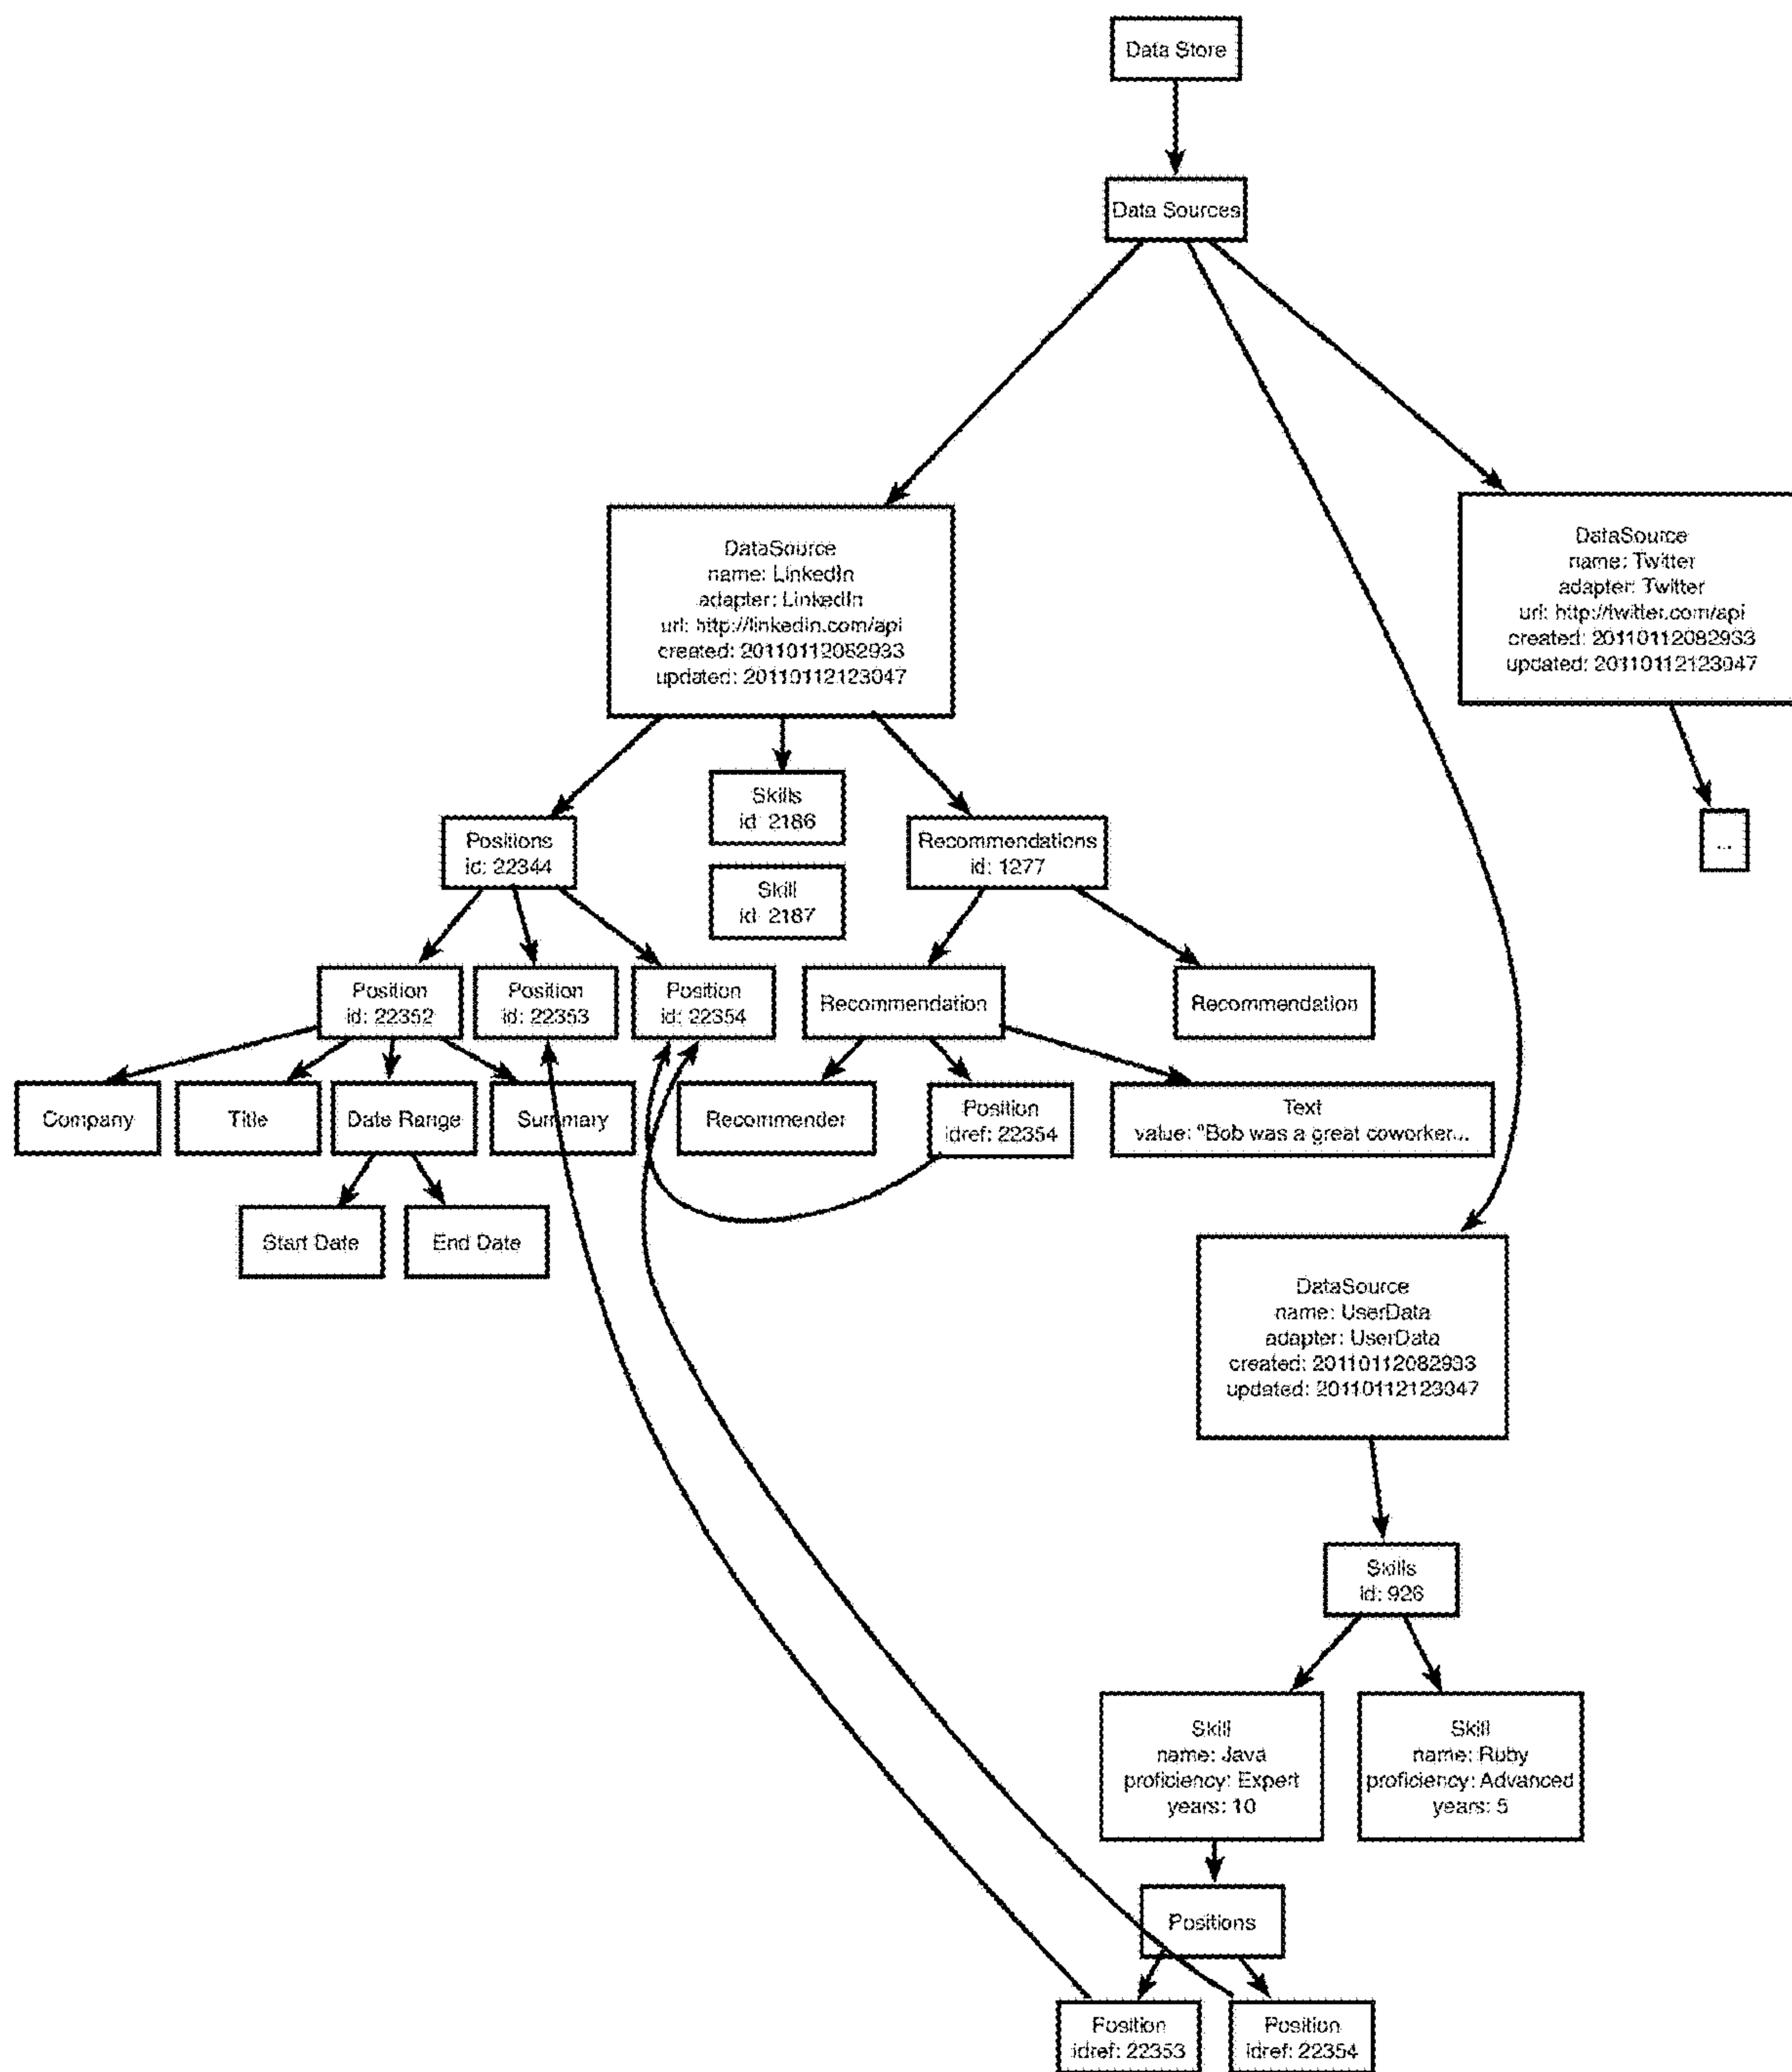 Data Store
Data Sources
DataSource
name: LinkedIn
adapter: LinkedIn
url: http://linkedin.com/api
created: 20110112082933
updated: 20110112123047
DataSource
name: Twitter
adapter: Twitter
url: http://twitter.com/api
created: 20110112082933
updated: 20110112123047
Skills
id: 2186
Positions
id: 22344
Recommendations
id: 1277
...
Skill
id: 2187
Position
id: 22352
Position
id: 22353
Position
id: 22354
Recommendation
Recommendation
Company
Title
Date Range
Summary
Recommender
Position
idref: 22354
Text
value: "Bob was a great coworker...
Start Date
End Date
DataSource
name: UserData
adapter: UserData
created: 20110112082933
updated: 20110112123047
Skills
id: 926
Skill
name: Java
proficiency: Expert
years: 10
Skill
name: Ruby
proficiency: Advanced
years: 5
Positions
Position
idref: 22353
Position
idref: 22354